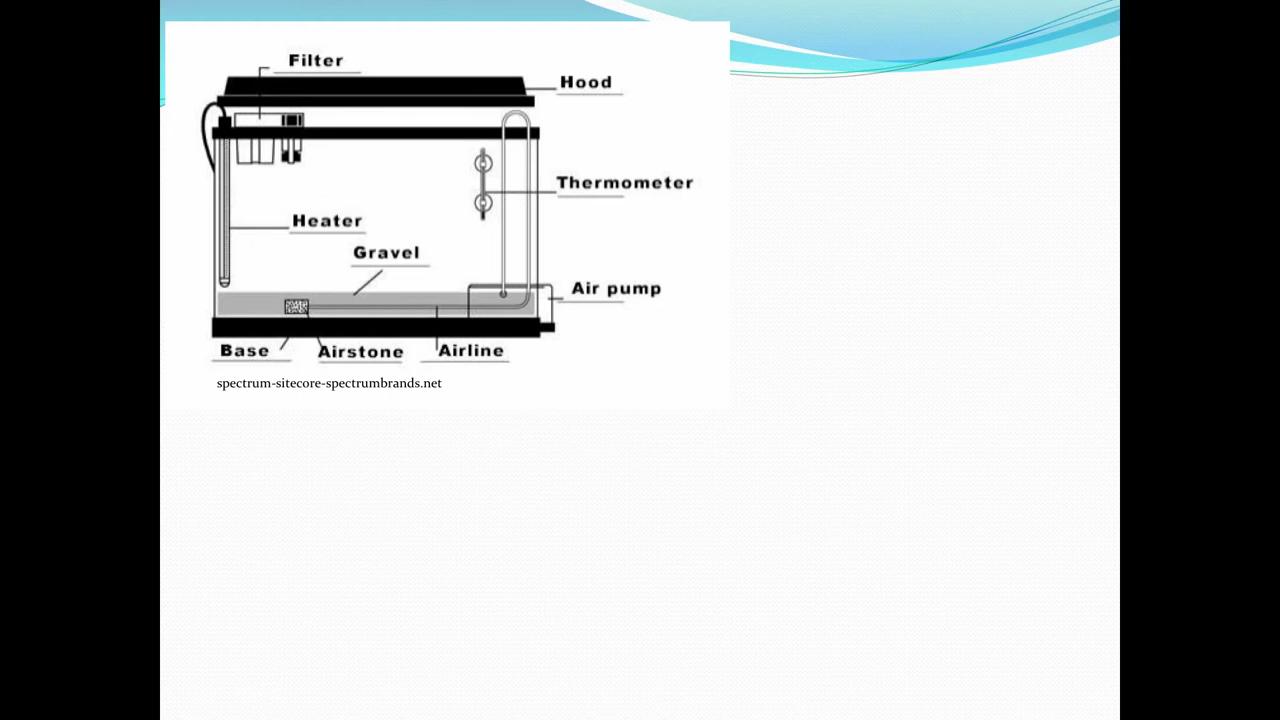 Filter
Hood
Thermometer
Heater
Gravel
Air pump
Base
Airstone
Airline
spectrum-sitecore-spectrumbrands.net